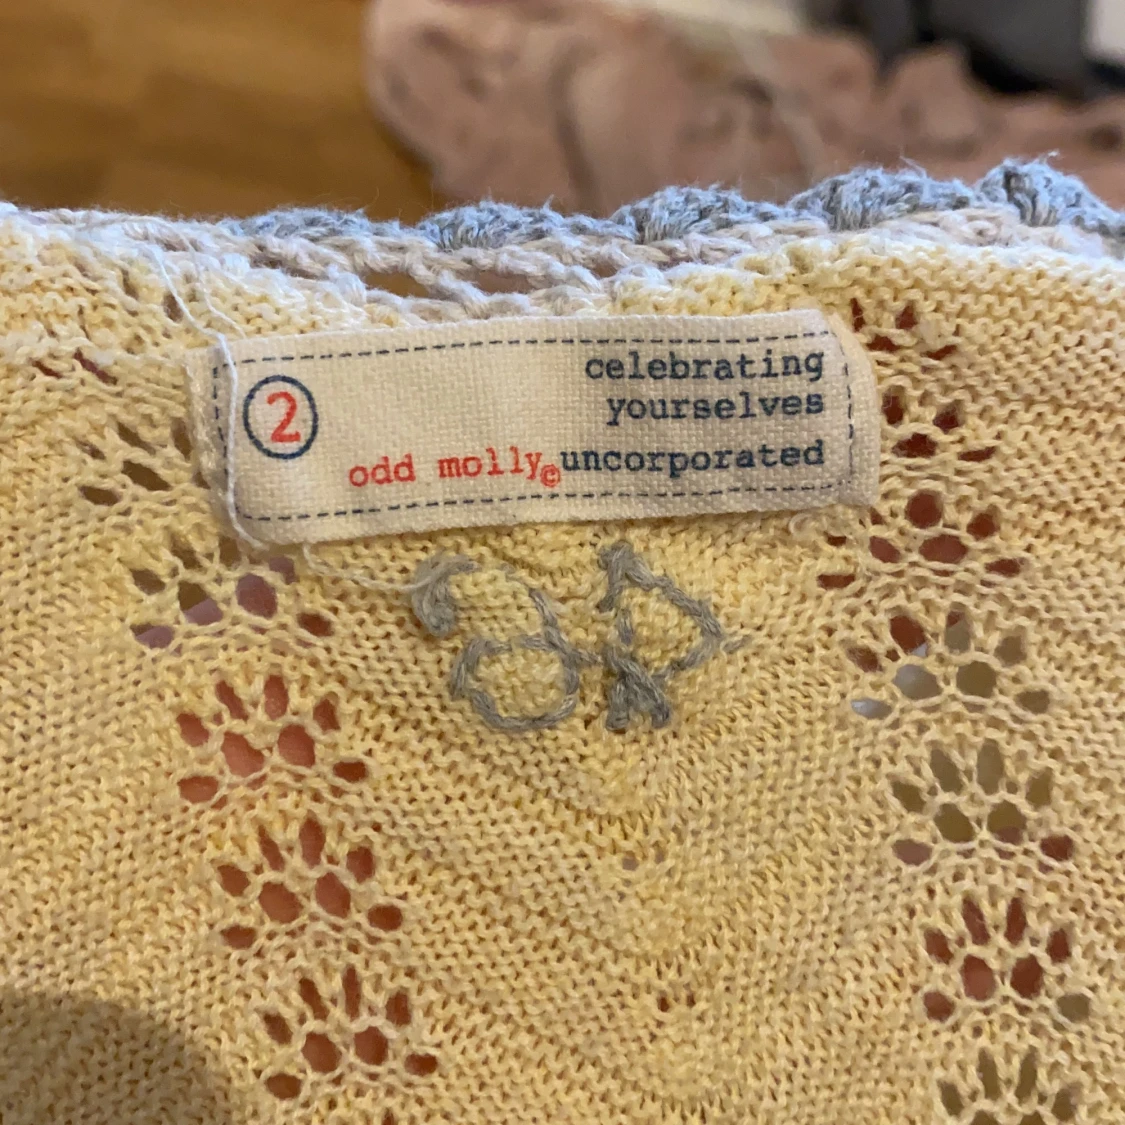 2
celebrating
yourselves
odd molly©uncorporated